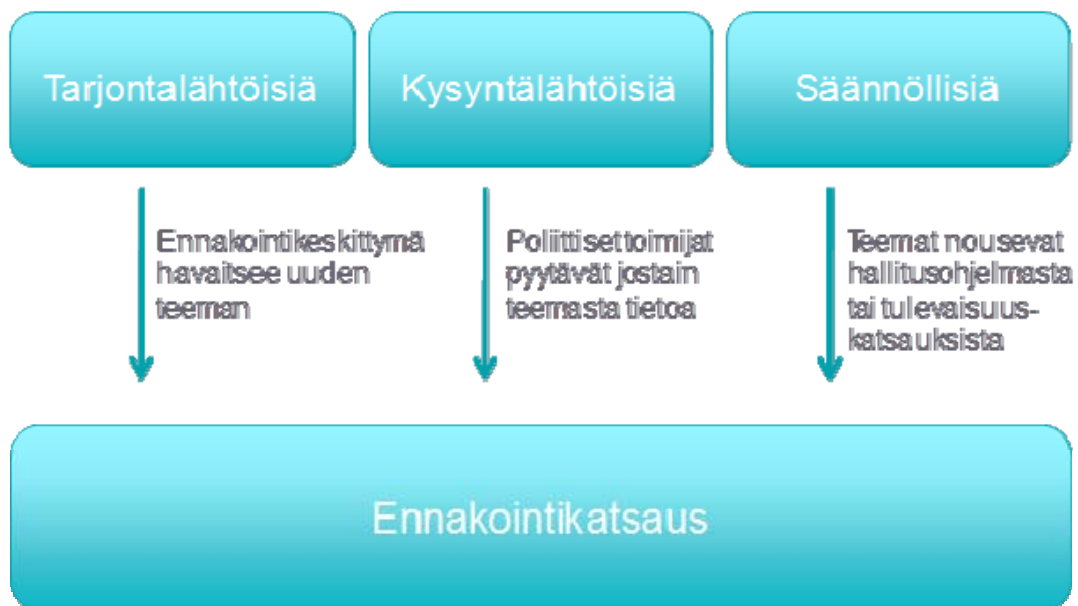 Tarjontalähtöisiä
Kysyntälähtöisiä
Säännöllisiä
Ennakointikeskittymä
havaitsee uuden
teeman
Poliittiset toimijat
pyytävät jostain
teemasta tietoa
Teemat nousevat
hallitusohjelmasta
tai tulevaisuus-
katsauksista
Ennakointikatsaus